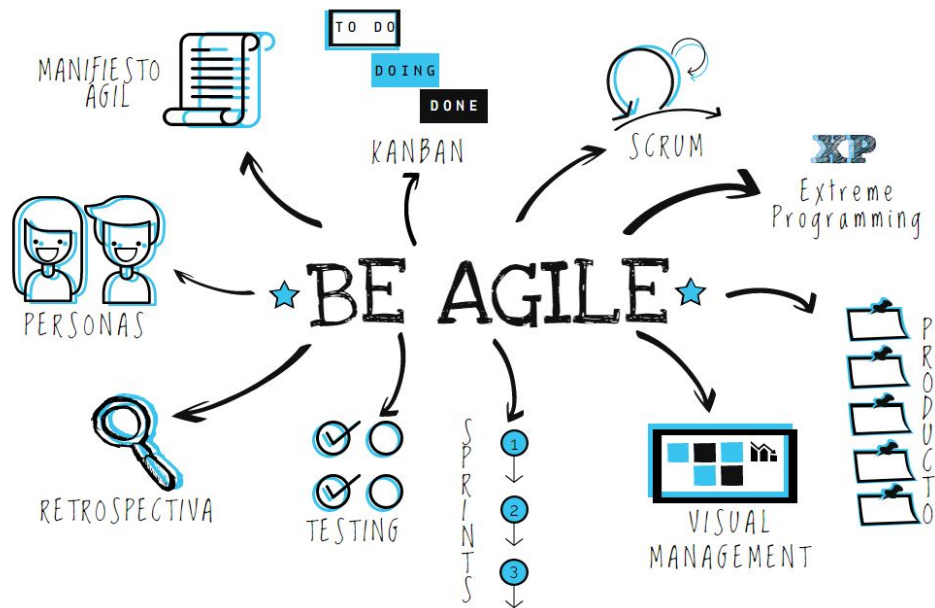 MANIFIESTO
ÁGIL
TO DO
DOING
DONE
KANBAN
SCRUM
XP
Extreme
Programming
PERSONAS
BE AGILE
PRODUCTO
RETROSPECTIVA
TESTING
SPRINTS
1
2
3
VISUAL
MANAGEMENT